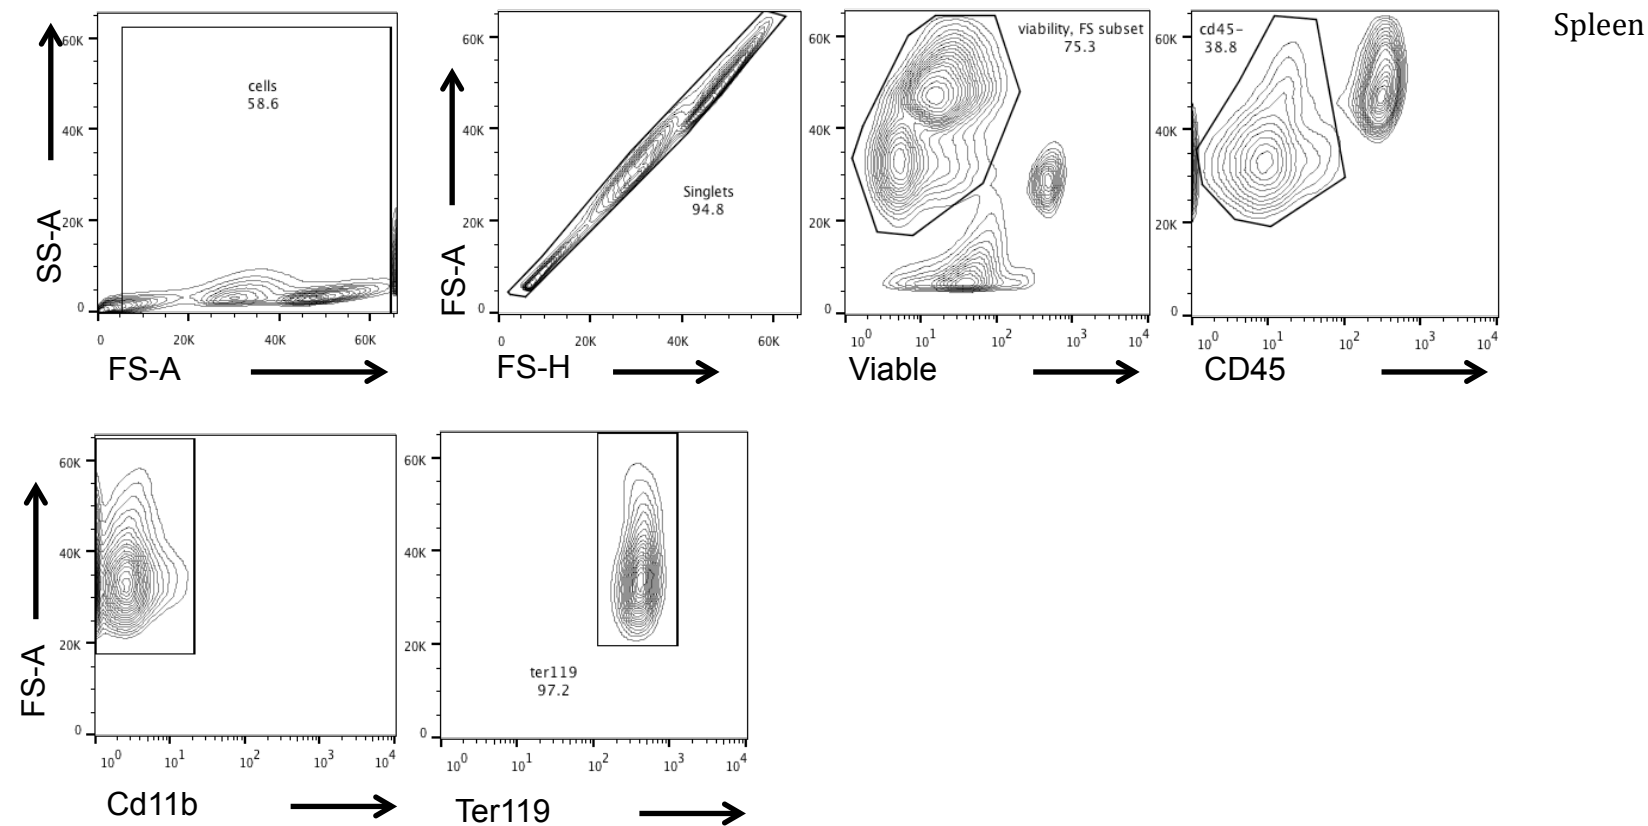 Spleen
SS-A
60K
40K
20K
0
cells
58.6
0 20K 40K 60K
FS-A
FS-A
60K
40K
20K
0
Singlets
94.8
0 20K 40K 60K
FS-H
60K
40K
20K
0
viability, FS subset
75.3
10^0 10^1 10^2 10^3 10^4
Viable
60K
40K
20K
0
cd45-
38.8
10^0 10^1 10^2 10^3 10^4
CD45
FS-A
60K
40K
20K
0
10^0 10^1 10^2 10^3 10^4
Cd11b
60K
40K
20K
0
ter119
97.2
10^0 10^1 10^2 10^3 10^4
Ter119